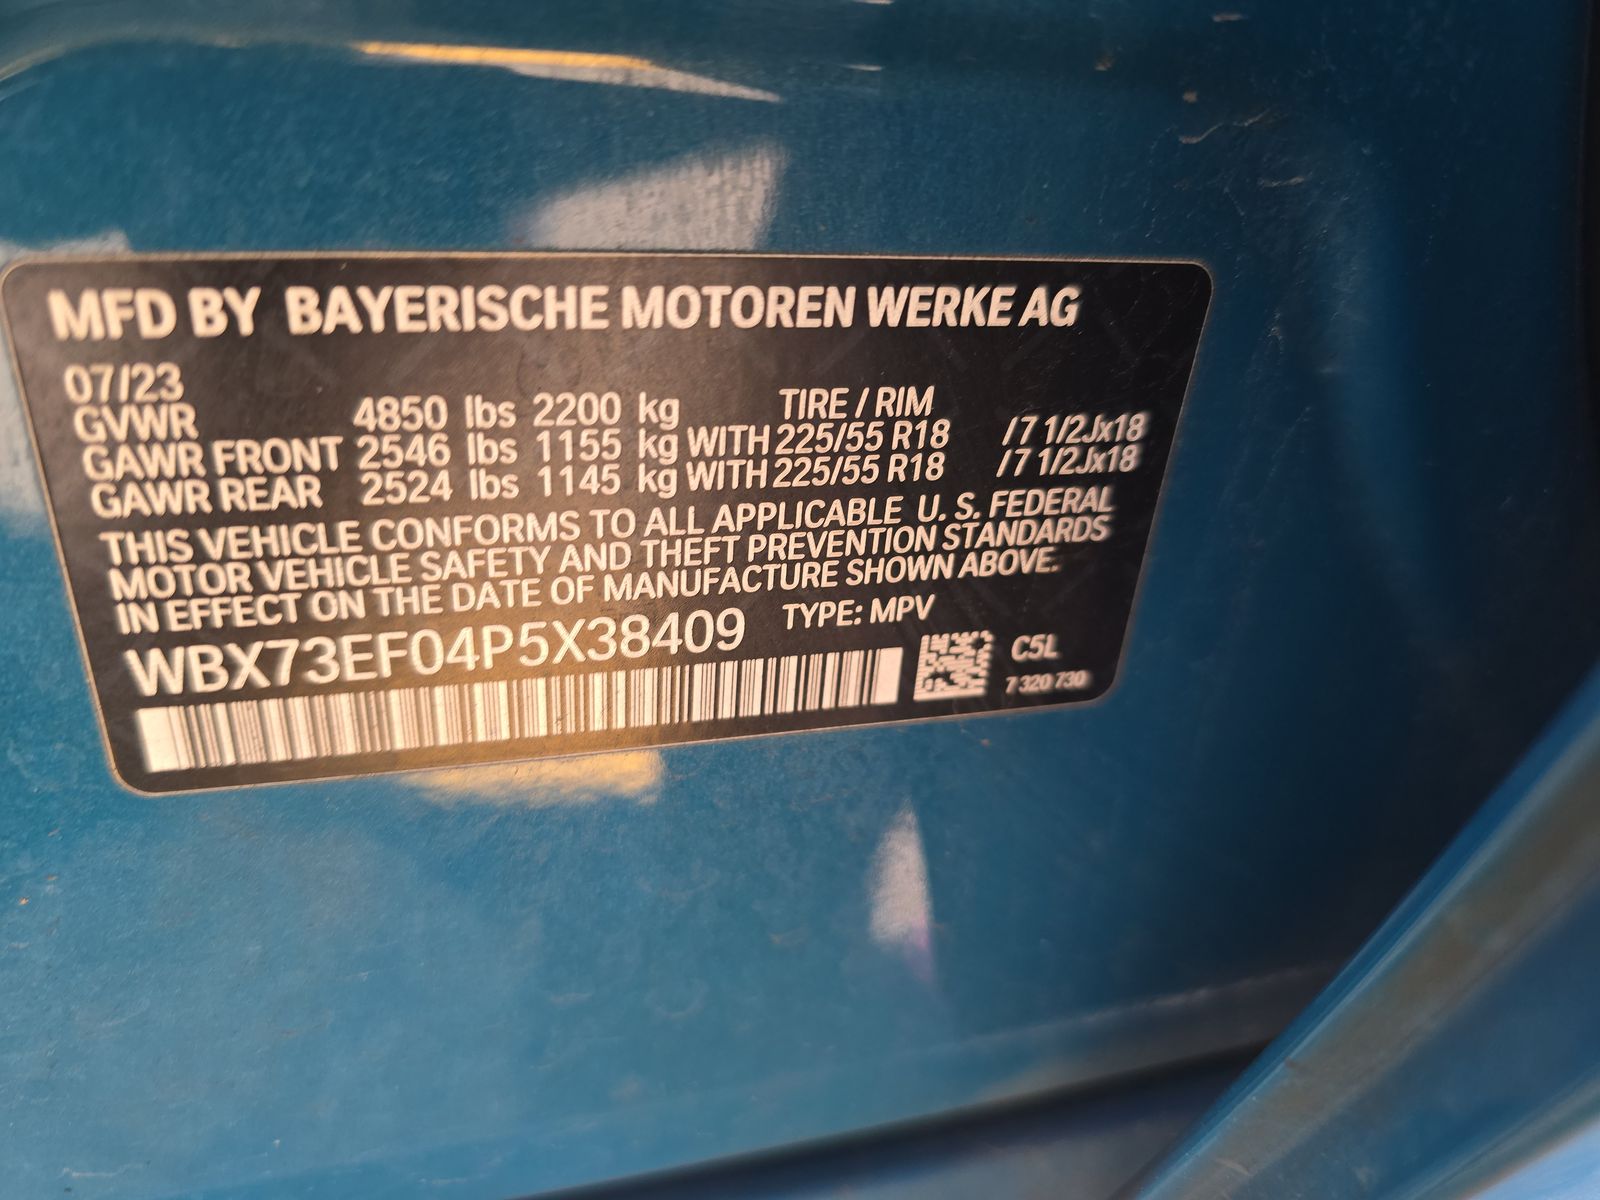 MFD BY BAYERISCHE MOTOREN WERKE AG
07/23
GVWR 4850 lbs 2200 kg TIRE / RIM
GAWR FRONT 2546 lbs 1155 kg WITH 225/55 R18 / 7 1/2Jx18
GAWR REAR 2524 lbs 1145 kg WITH 225/55 R18 / 7 1/2Jx18
THIS VEHICLE CONFORMS TO ALL APPLICABLE U. S. FEDERAL
MOTOR VEHICLE SAFETY AND THEFT PREVENTION STANDARDS
IN EFFECT ON THE DATE OF MANUFACTURE SHOWN ABOVE.
WBX73EF04P5X38409 TYPE: MPV
C5L
7 320 730